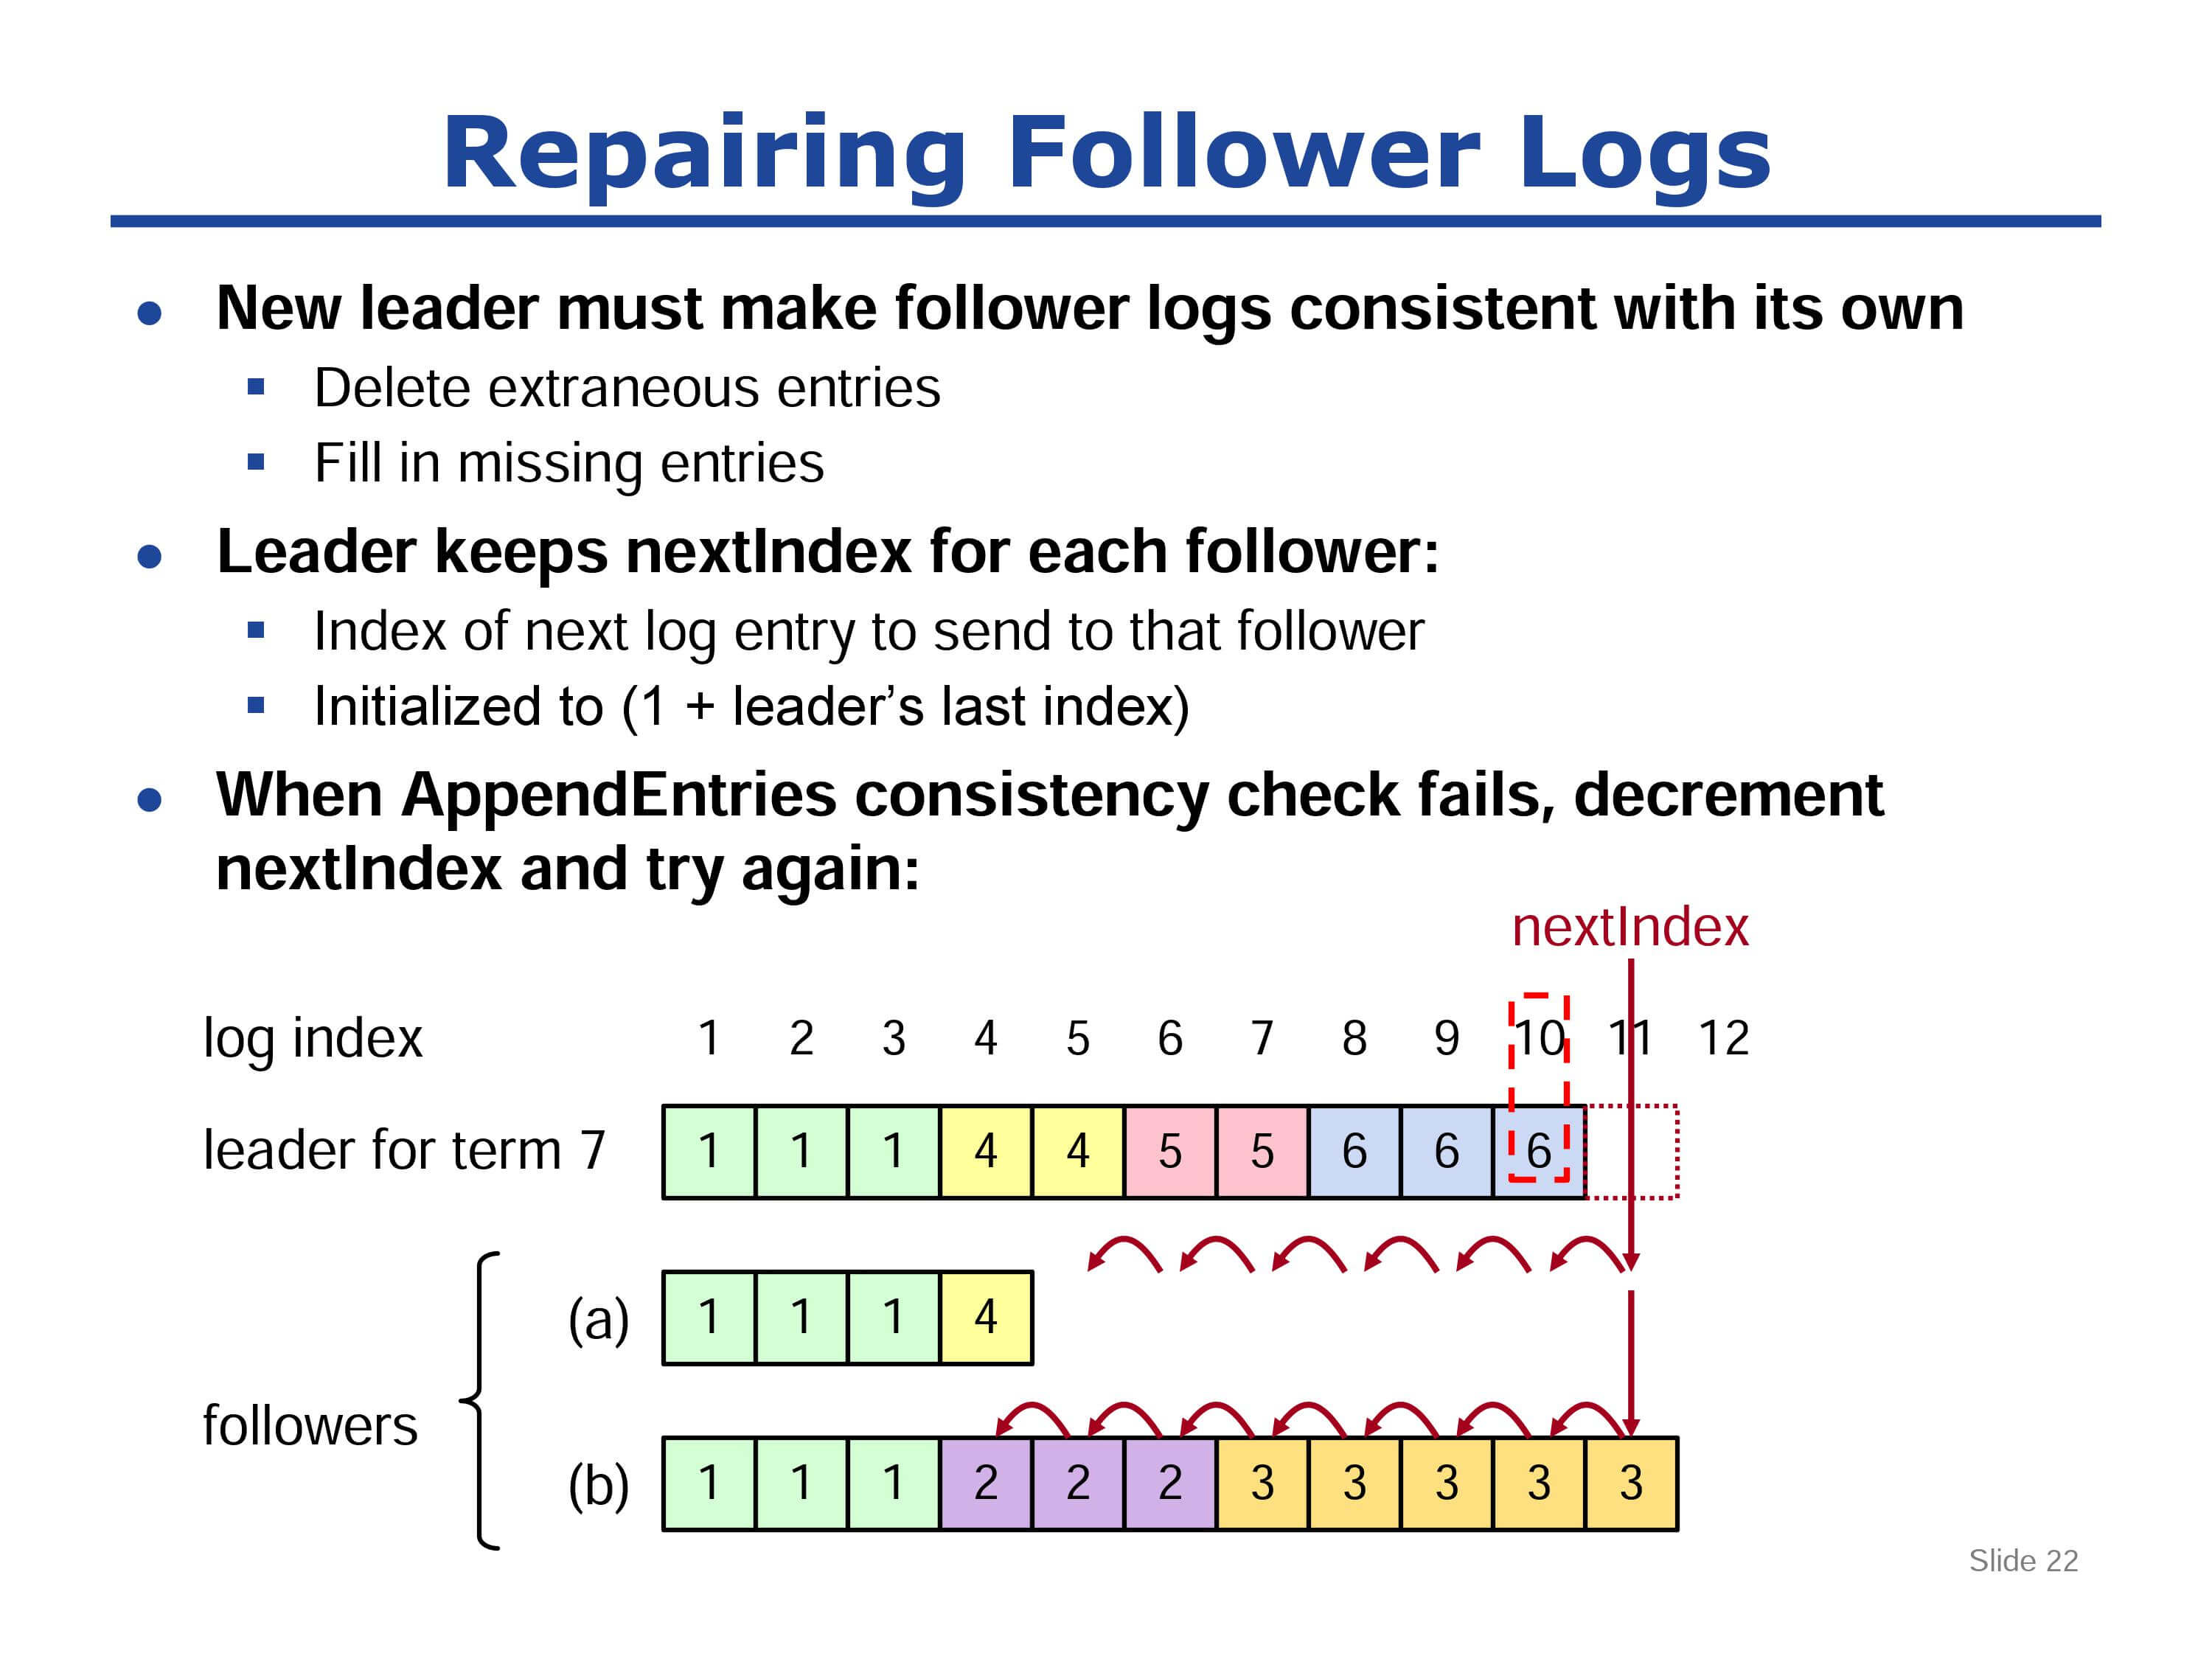 Repairing Follower Logs
● New leader must make follower logs consistent with its own
▪ Delete extraneous entries
▪ Fill in missing entries
● Leader keeps nextIndex for each follower:
▪ Index of next log entry to send to that follower
▪ Initialized to (1 + leader’s last index)
● When AppendEntries consistency check fails, decrement
nextIndex and try again:
nextIndex
log index 1 2 3 4 5 6 7 8 9 10 11 12
leader for term 7 1 1 1 4 4 5 5 6 6 6
(a) 1 1 1 4
followers
(b) 1 1 1 2 2 2 3 3 3 3 3
Slide 22